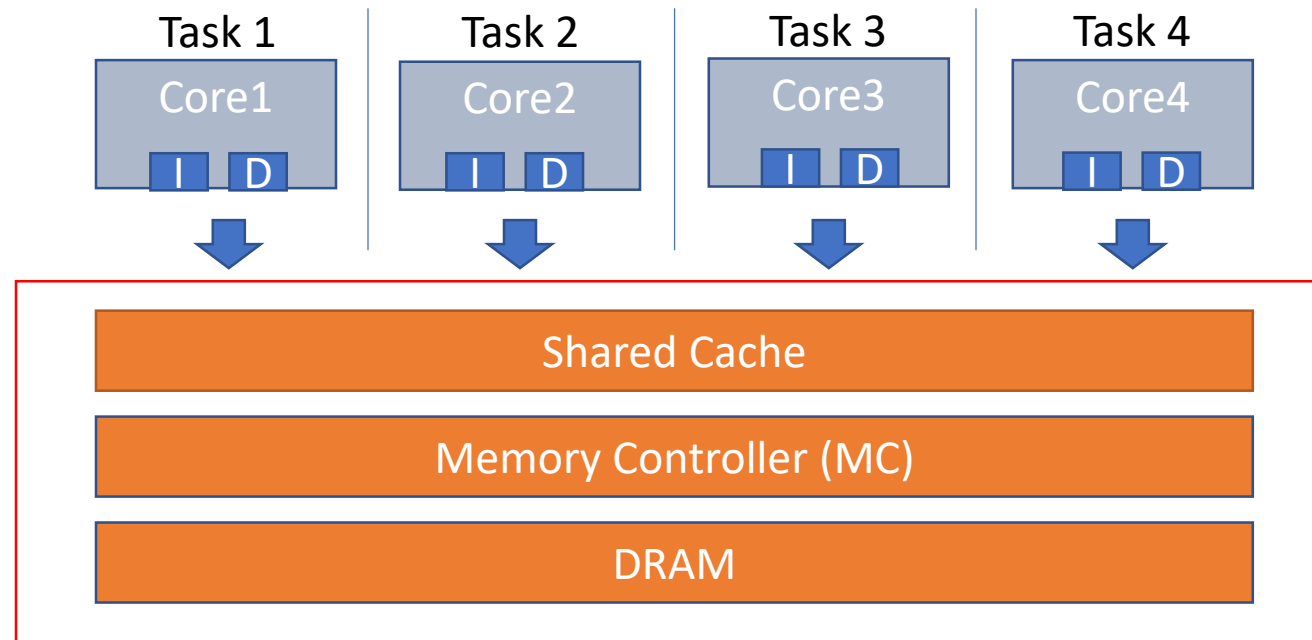 Task 1
Task 2
Task 3
Task 4
Core1
Core2
Core3
Core4
I D
I D
I D
I D
Shared Cache
Memory Controller (MC)
DRAM